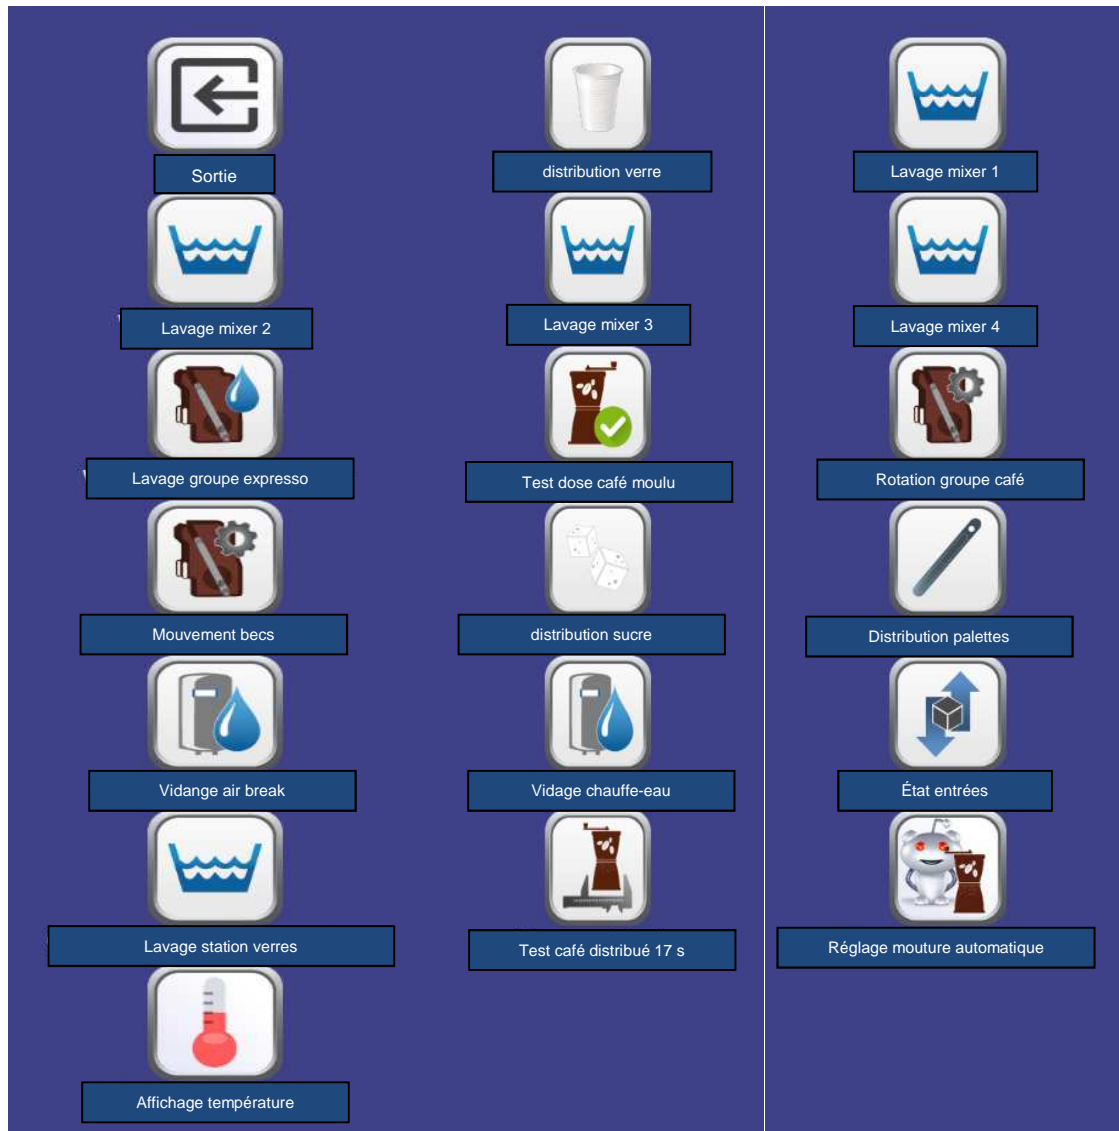 Sortie
distribution verre
Lavage mixer 1
Lavage mixer 2
Lavage mixer 3
Lavage mixer 4
Lavage groupe expresso
Test dose café moulu
Rotation groupe café
Mouvement becs
distribution sucre
Distribution palettes
Vidange air break
Vidage chauffe-eau
État entrées
Lavage station verres
Test café distribué 17 s
Réglage mouture automatique
Affichage température